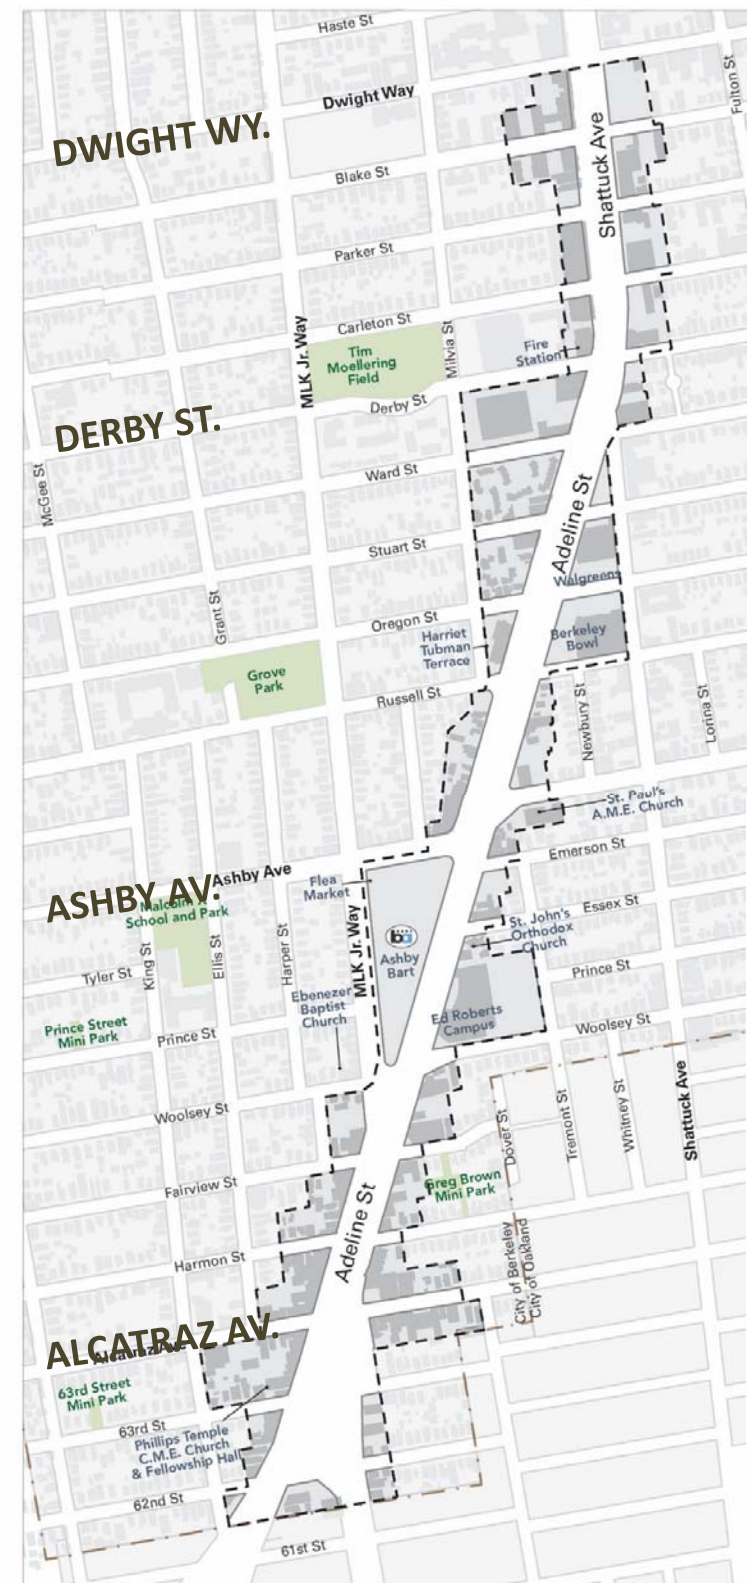 Haste St
Fulton St
Dwight Way
DWIGHT WY.
Shattuck Ave
Blake St
Parker St
Carleton St
MLK Jr. Way
Milvia St
Tim
Moellering
Field
Fire
Station
Derby St
DERBY ST.
McGee St
Ward St
Adeline St
Stuart St
Walgreens
Grant St
Oregon St
Harriet
Tubman
Terrace
Berkeley
Bowl
Grove
Park
Russell St
Newbury St
Lorina St
St. Paul's
A.M.E. Church
Emerson St
Ashby Ave
ASHBY AV.
Flea
Market
Malcolm X
School and Park
Essex St
St. John's
Orthodox
Church
MLK Jr. Way
ba
Ashby
Bart
King St
Ellis St
Harper St
Tyler St
Prince St
Ebenezer
Baptist
Church
Ed Roberts
Campus
Prince Street
Mini Park
Prince St
Woolsey St
Woolsey St
Shattuck Ave
Dover St
Tremont St
Whitney St
Fairview St
Greg Brown
Mini Park
Adeline St
Harmon St
City of Berkeley
City of Oakland
ALCATRAZ AV.
Alcatraz Ave
63rd Street
Mini Park
63rd St
Phillips Temple
C.M.E. Church
& Fellowship Hall
62nd St
61st St